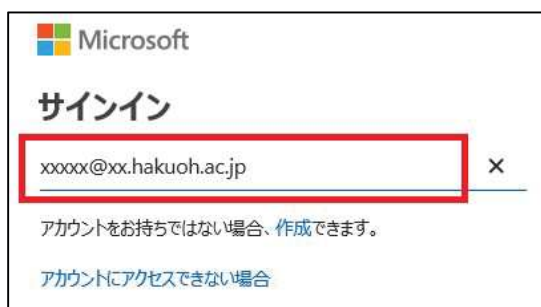 Microsoft
サインイン
xxxxx@xx.hakuoh.ac.jp ×
アカウントをお持ちではない場合、作成できます。
アカウントにアクセスできない場合